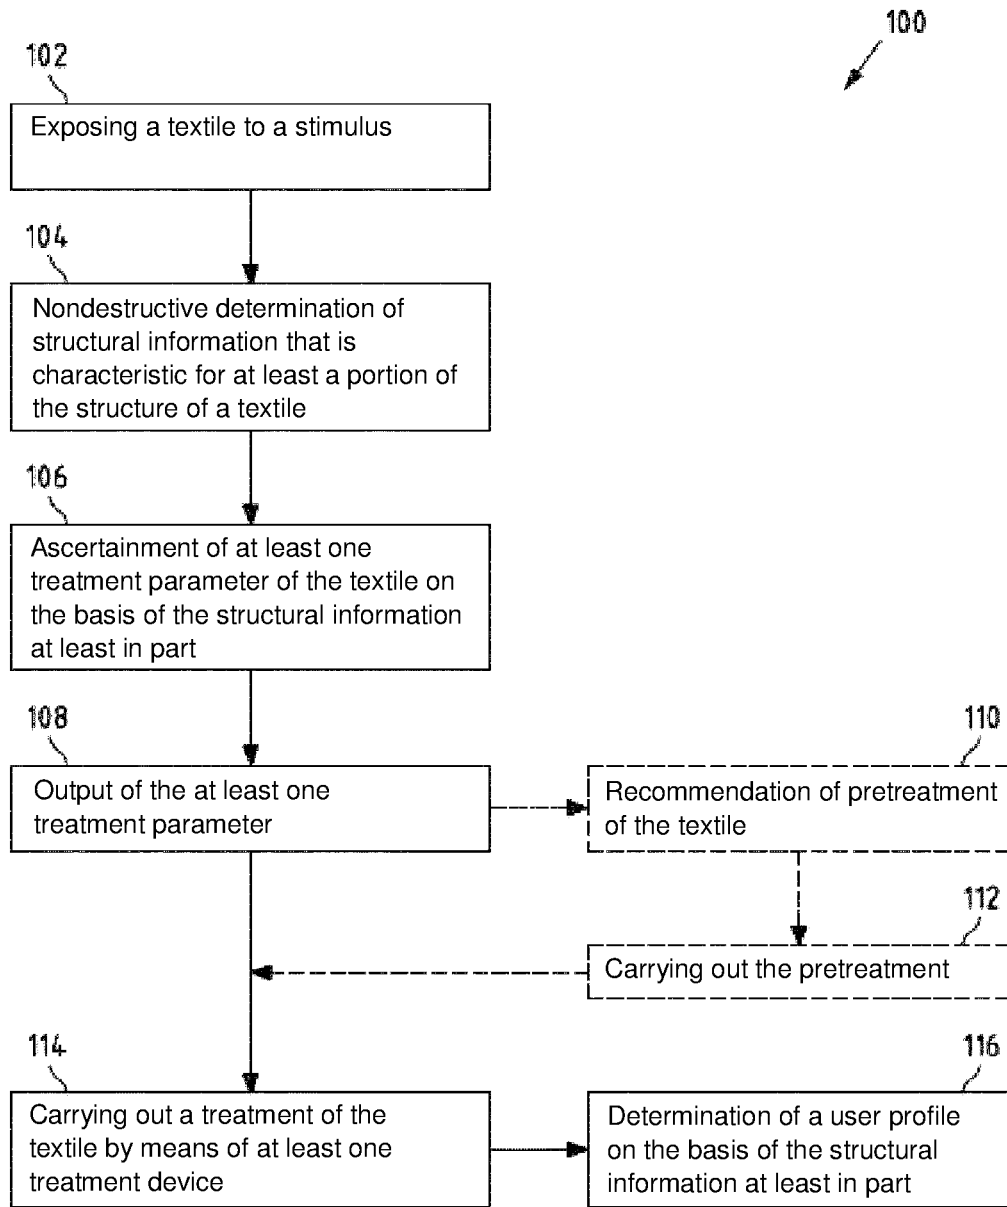 100
102
Exposing a textile to a stimulus
104
Nondestructive determination of
structural information that is
characteristic for at least a portion of
the structure of a textile
106
Ascertainment of at least one
treatment parameter of the textile on
the basis of the structural information
at least in part
108
Output of the at least one
treatment parameter
110
Recommendation of pretreatment
of the textile
112
Carrying out the pretreatment
114
Carrying out a treatment of the
textile by means of at least one
treatment device
116
Determination of a user profile
on the basis of the structural
information at least in part